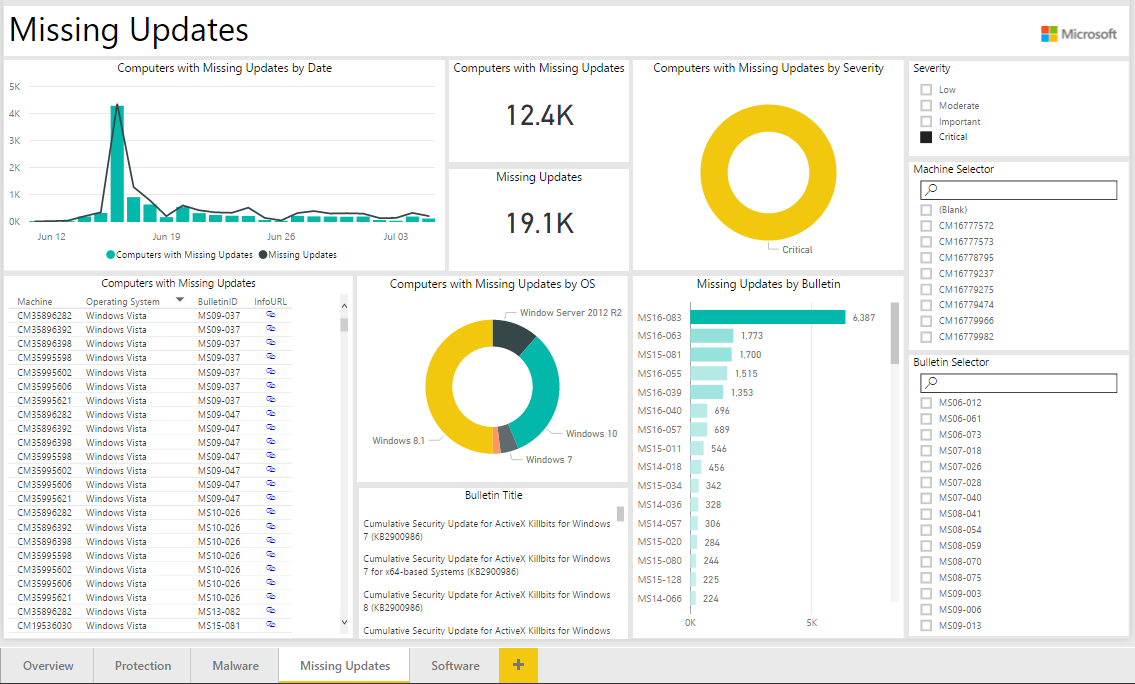 Missing Updates
Microsoft
Computers with Missing Updates by Date
5K
4K
3K
2K
1K
0K
Jun 12
Jun 19
Jun 26
Jul 03
Computers with Missing Updates
Missing Updates
Computers with Missing Updates
12.4K
Missing Updates
19.1K
Computers with Missing Updates by Severity
Critical
Severity
Low
Moderate
Important
Critical
Machine Selector
(Blank)
CM16777572
CM16777573
CM16778795
CM16779237
CM16779275
CM16779474
CM16779966
CM16779982
Computers with Missing Updates
Machine Operating System BulletinID InfoURL
CM35896282 Windows Vista MS09-037
CM35896392 Windows Vista MS09-037
CM35896398 Windows Vista MS09-037
CM35995598 Windows Vista MS09-037
CM35995602 Windows Vista MS09-037
CM35995606 Windows Vista MS09-037
CM35995621 Windows Vista MS09-037
CM35896282 Windows Vista MS09-047
CM35896392 Windows Vista MS09-047
CM35896398 Windows Vista MS09-047
CM35995598 Windows Vista MS09-047
CM35995602 Windows Vista MS09-047
CM35995606 Windows Vista MS09-047
CM35995621 Windows Vista MS09-047
CM35896282 Windows Vista MS10-026
CM35896392 Windows Vista MS10-026
CM35896398 Windows Vista MS10-026
CM35995598 Windows Vista MS10-026
CM35995602 Windows Vista MS10-026
CM35995606 Windows Vista MS10-026
CM35995621 Windows Vista MS10-026
CM35896282 Windows Vista MS13-082
CM19536030 Windows Vista MS15-081
Computers with Missing Updates by OS
Window Server 2012 R2
Windows 8.1
Windows 10
Windows 7
Bulletin Title
Cumulative Security Update for ActiveX Killbits for Windows
7 (KB2900986)
Cumulative Security Update for ActiveX Killbits for Windows
7 for x64-based Systems (KB2900986)
Cumulative Security Update for ActiveX Killbits for Windows
8 (KB2900986)
Cumulative Security Update for ActiveX Killbits for Windows
Missing Updates by Bulletin
MS16-083 6,387
MS16-063 1,773
MS15-081 1,700
MS16-055 1,515
MS16-039 1,353
MS16-040 696
MS16-057 689
MS15-011 546
MS14-018 456
MS15-034 342
MS14-036 328
MS14-057 306
MS15-020 284
MS15-080 244
MS15-128 225
MS14-066 224
0K 5K
Bulletin Selector
MS06-012
MS06-061
MS06-073
MS07-018
MS07-026
MS07-028
MS07-040
MS08-041
MS08-054
MS08-059
MS08-070
MS08-075
MS09-003
MS09-006
MS09-013
Overview
Protection
Malware
Missing Updates
Software
+